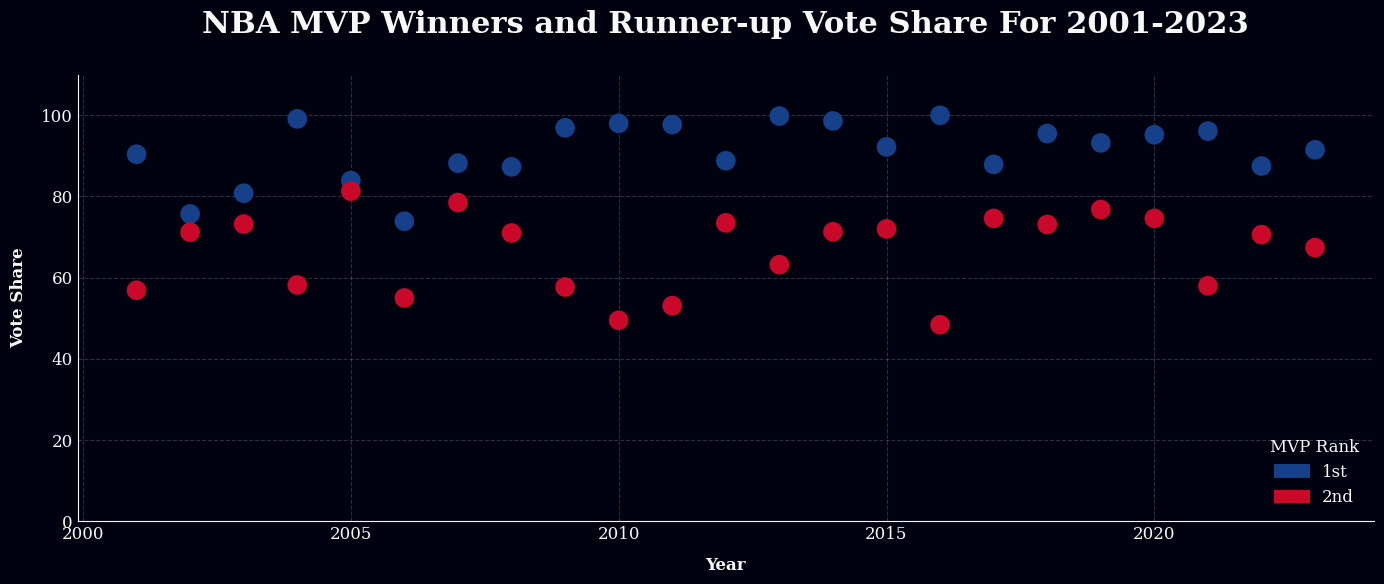 NBA MVP Winners and Runner-up Vote Share For 2001-2023
Vote Share
100
80
60
40
20
0
MVP Rank
1st
2nd
2000 2005 2010 2015 2020
Year